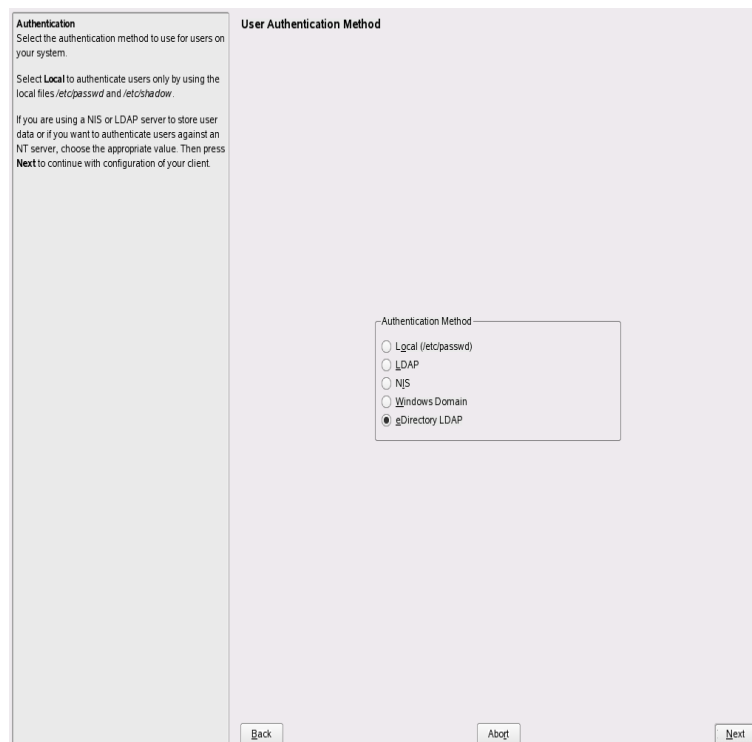 Authentication
Select the authentication method to use for users on
your system.
Select Local to authenticate users only by using the
local files /etc/passwd and /etc/shadow.
If you are using a NIS or LDAP server to store user
data or if you want to authenticate users against an
NT server, choose the appropriate value. Then press
Next to continue with configuration of your client.
User Authentication Method
Authentication Method
Local (/etc/passwd)
LDAP
NIS
Windows Domain
eDirectory LDAP
Back
Abort
Next